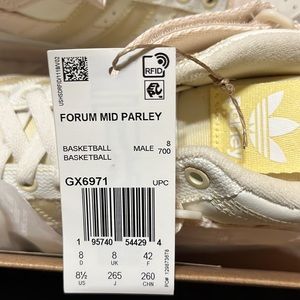 RFID
FORUM MID PARLEY
BASKETBALL MALE 8
BASKETBALL 700
GX6971 UPC
1 95740 54429 4
8 8 42
D UK F
8½ 265 260
US J CHN